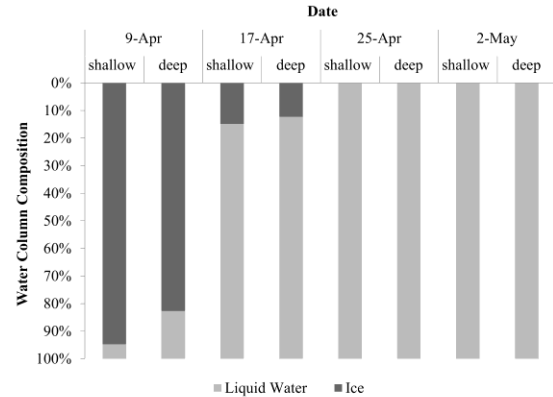 Date
9-Apr 17-Apr 25-Apr 2-May
shallow deep shallow deep shallow deep shallow deep
Water Column Composition
0%
10%
20%
30%
40%
50%
60%
70%
80%
90%
100%
Liquid Water Ice